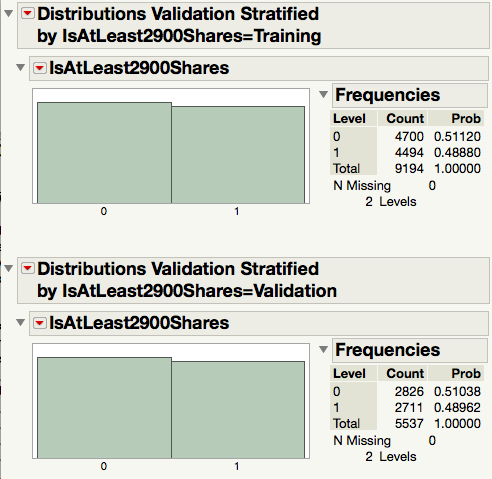 Distributions Validation Stratified
by IsAtLeast2900Shares=Training
IsAtLeast2900Shares
0 1
Frequencies
Level Count Prob
0 4700 0.51120
1 4494 0.48880
Total 9194 1.00000
N Missing 0
2 Levels
Distributions Validation Stratified
by IsAtLeast2900Shares=Validation
IsAtLeast2900Shares
0 1
Frequencies
Level Count Prob
0 2826 0.51038
1 2711 0.48962
Total 5537 1.00000
N Missing 0
2 Levels